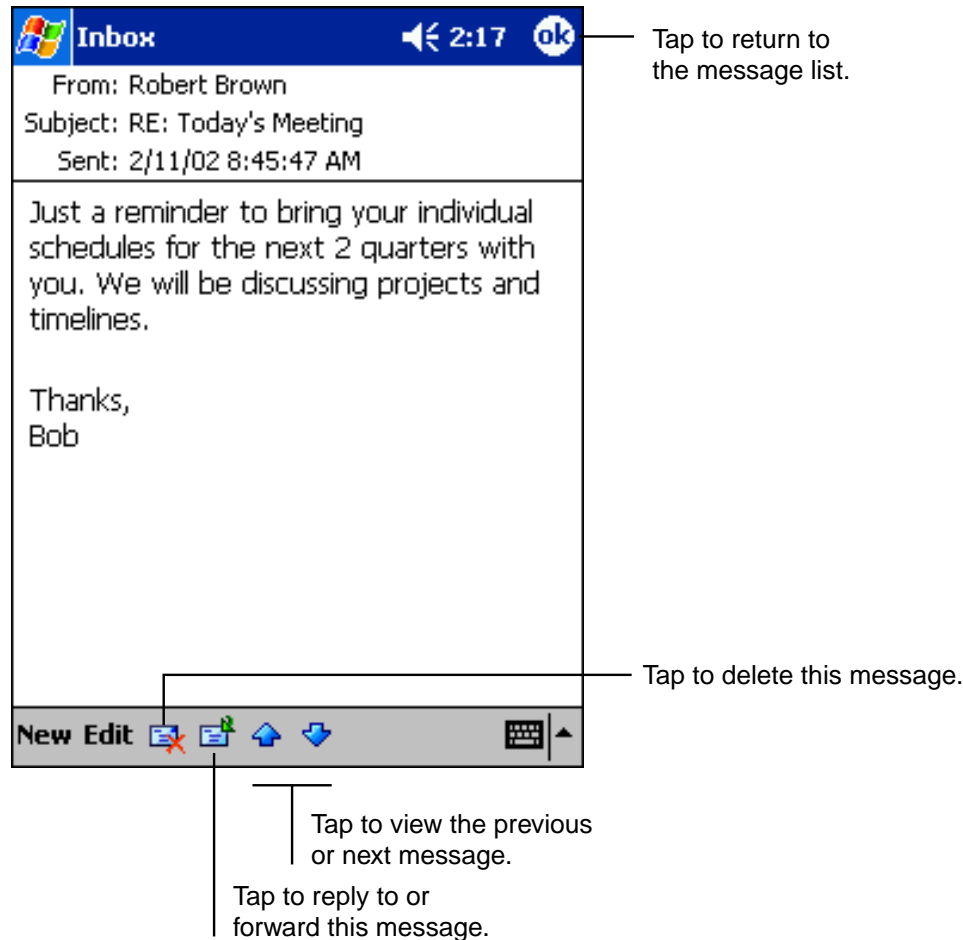 Inbox 2:17 ok
Tap to return to
the message list.
From: Robert Brown
Subject: RE: Today's Meeting
Sent: 2/11/02 8:45:47 AM
Just a reminder to bring your individual
schedules for the next 2 quarters with
you. We will be discussing projects and
timelines.
Thanks,
Bob
Tap to delete this message.
New Edit
Tap to view the previous
or next message.
Tap to reply to or
forward this message.